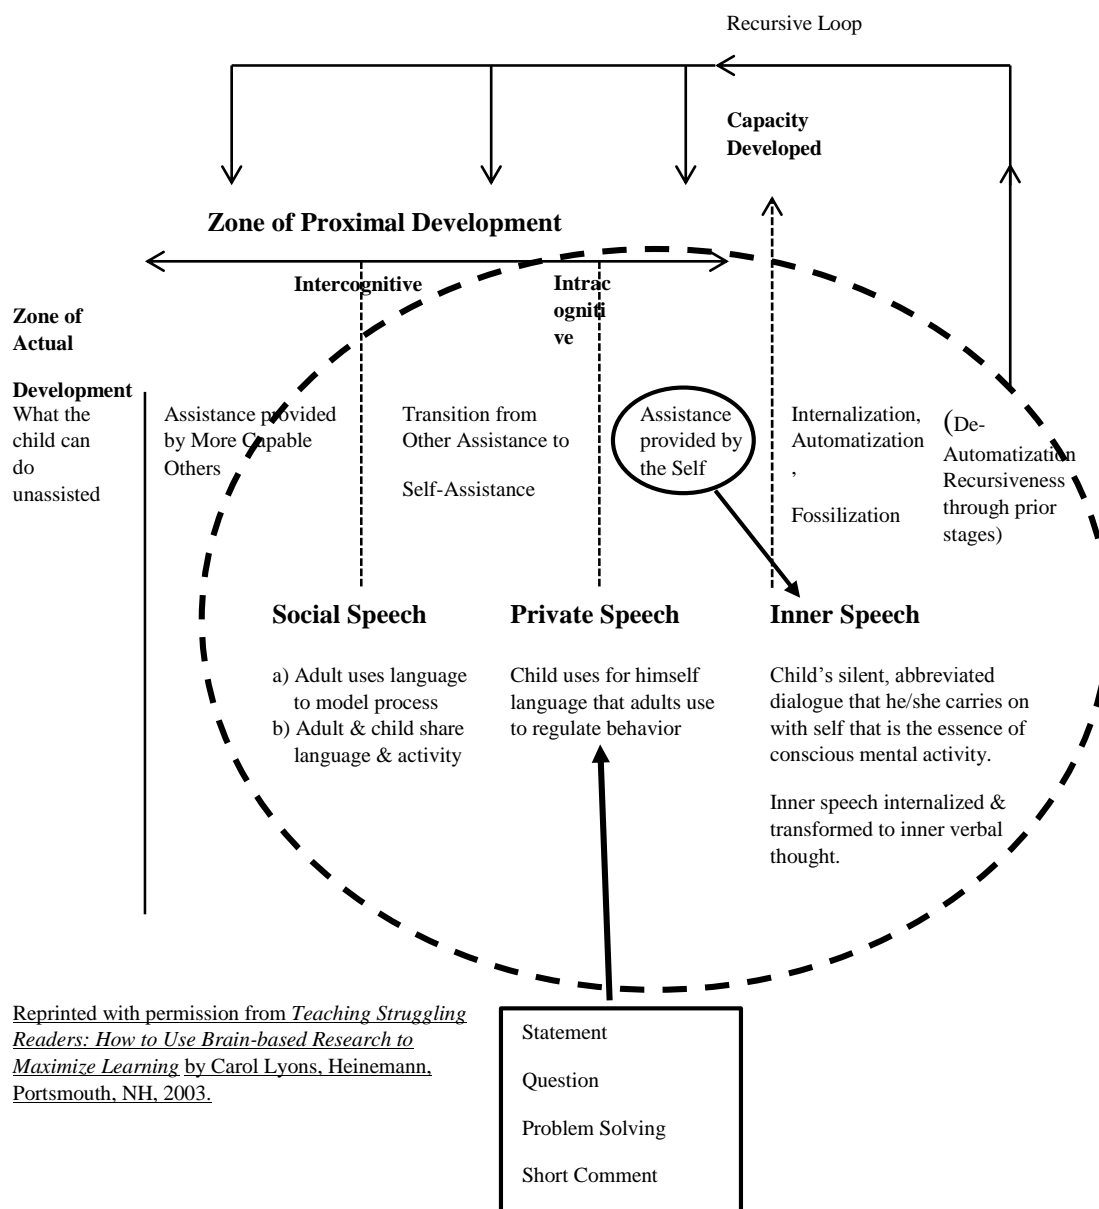 Recursive Loop
Capacity
Developed
Zone of Proximal Development
Intercognitive
Intrac
ogniti
ve
Zone of
Actual
Development
What the
child can
do
unassisted
Assistance provided
by More Capable
Others
Transition from
Other Assistance to
Self-Assistance
Assistance
provided by
the Self
Internalization,
Automatization
,
Fossilization
(De-
Automatization
Recursiveness
through prior
stages)
Social Speech
a) Adult uses language
to model process
b) Adult & child share
language & activity
Private Speech
Child uses for himself
language that adults use
to regulate behavior
Inner Speech
Child’s silent, abbreviated
dialogue that he/she carries on
with self that is the essence of
conscious mental activity.
Inner speech internalized &
transformed to inner verbal
thought.
Reprinted with permission from Teaching Struggling
Readers: How to Use Brain-based Research to
Maximize Learning by Carol Lyons, Heinemann,
Portsmouth, NH, 2003.
Statement
Question
Problem Solving
Short Comment